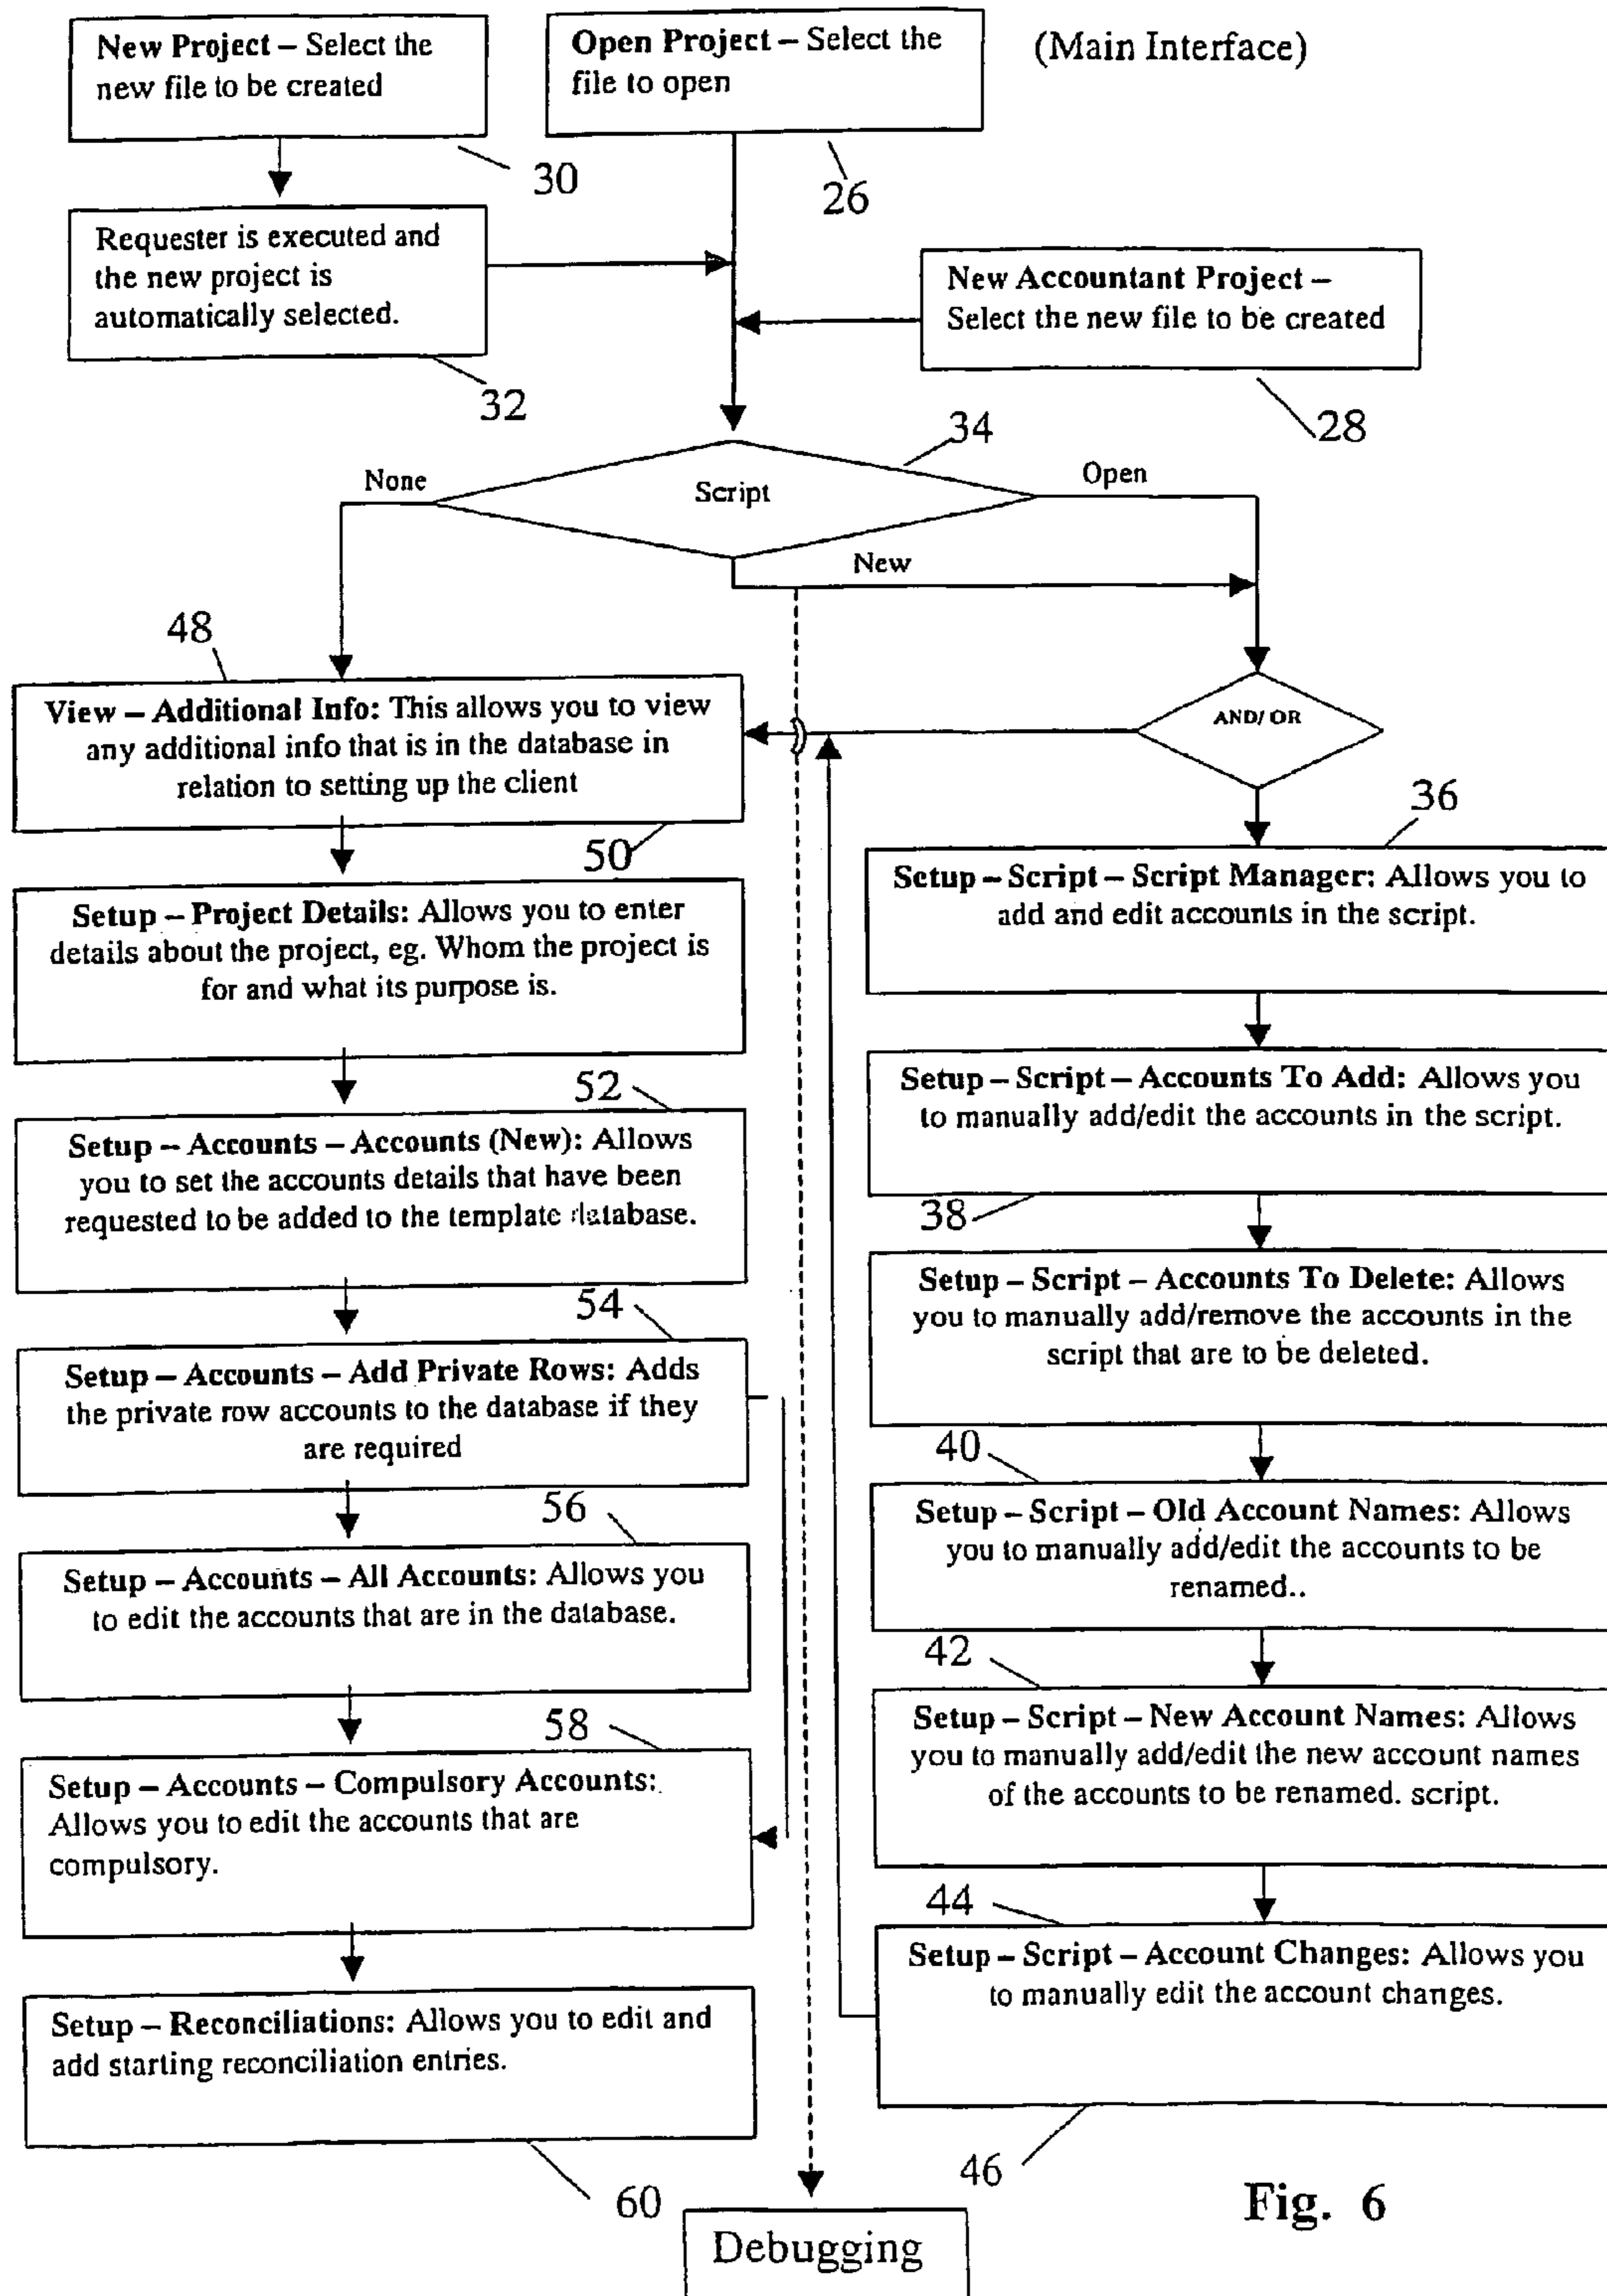 New Project – Select the
new file to be created
Open Project – Select the
file to open
(Main Interface)
30
26
Requester is executed and
the new project is
automatically selected.
New Accountant Project –
Select the new file to be created
32
28
34
None
Script
Open
New
48
View – Additional Info: This allows you to view
any additional info that is in the database in
relation to setting up the client
AND/ OR
50
36
Setup – Project Details: Allows you to enter
details about the project, eg. Whom the project is
for and what its purpose is.
Setup – Script – Script Manager: Allows you to
add and edit accounts in the script.
52
Setup – Accounts – Accounts (New): Allows
you to set the accounts details that have been
requested to be added to the template database.
Setup – Script – Accounts To Add: Allows you
to manually add/edit the accounts in the script.
38
54
Setup – Script – Accounts To Delete: Allows
you to manually add/remove the accounts in the
script that are to be deleted.
Setup – Accounts – Add Private Rows: Adds
the private row accounts to the database if they
are required
40
56
Setup – Script – Old Account Names: Allows
you to manually add/edit the accounts to be
renamed..
Setup – Accounts – All Accounts: Allows you
to edit the accounts that are in the database.
42
58
Setup – Script – New Account Names: Allows
you to manually add/edit the new account names
of the accounts to be renamed. script.
Setup – Accounts – Compulsory Accounts:
Allows you to edit the accounts that are
compulsory.
44
Setup – Script – Account Changes: Allows you
to manually edit the account changes.
Setup – Reconciliations: Allows you to edit and
add starting reconciliation entries.
46
60
Fig. 6
Debugging